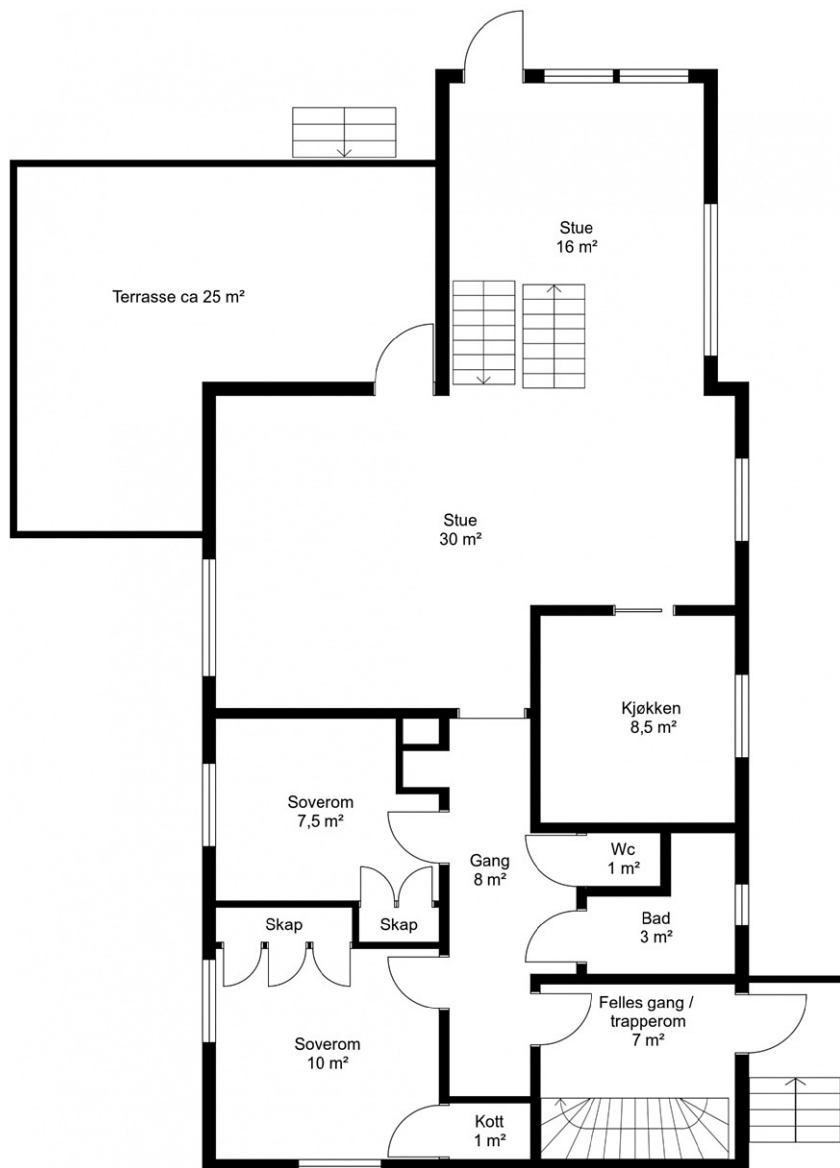 Stue
16 m²
Terrasse ca 25 m²
Stue
30 m²
Kjøkken
8,5 m²
Soverom
7,5 m²
Gang
8 m²
Wc
1 m²
Skap
Skap
Bad
3 m²
Felles gang /
trapperom
7 m²
Soverom
10 m²
Kott
1 m²